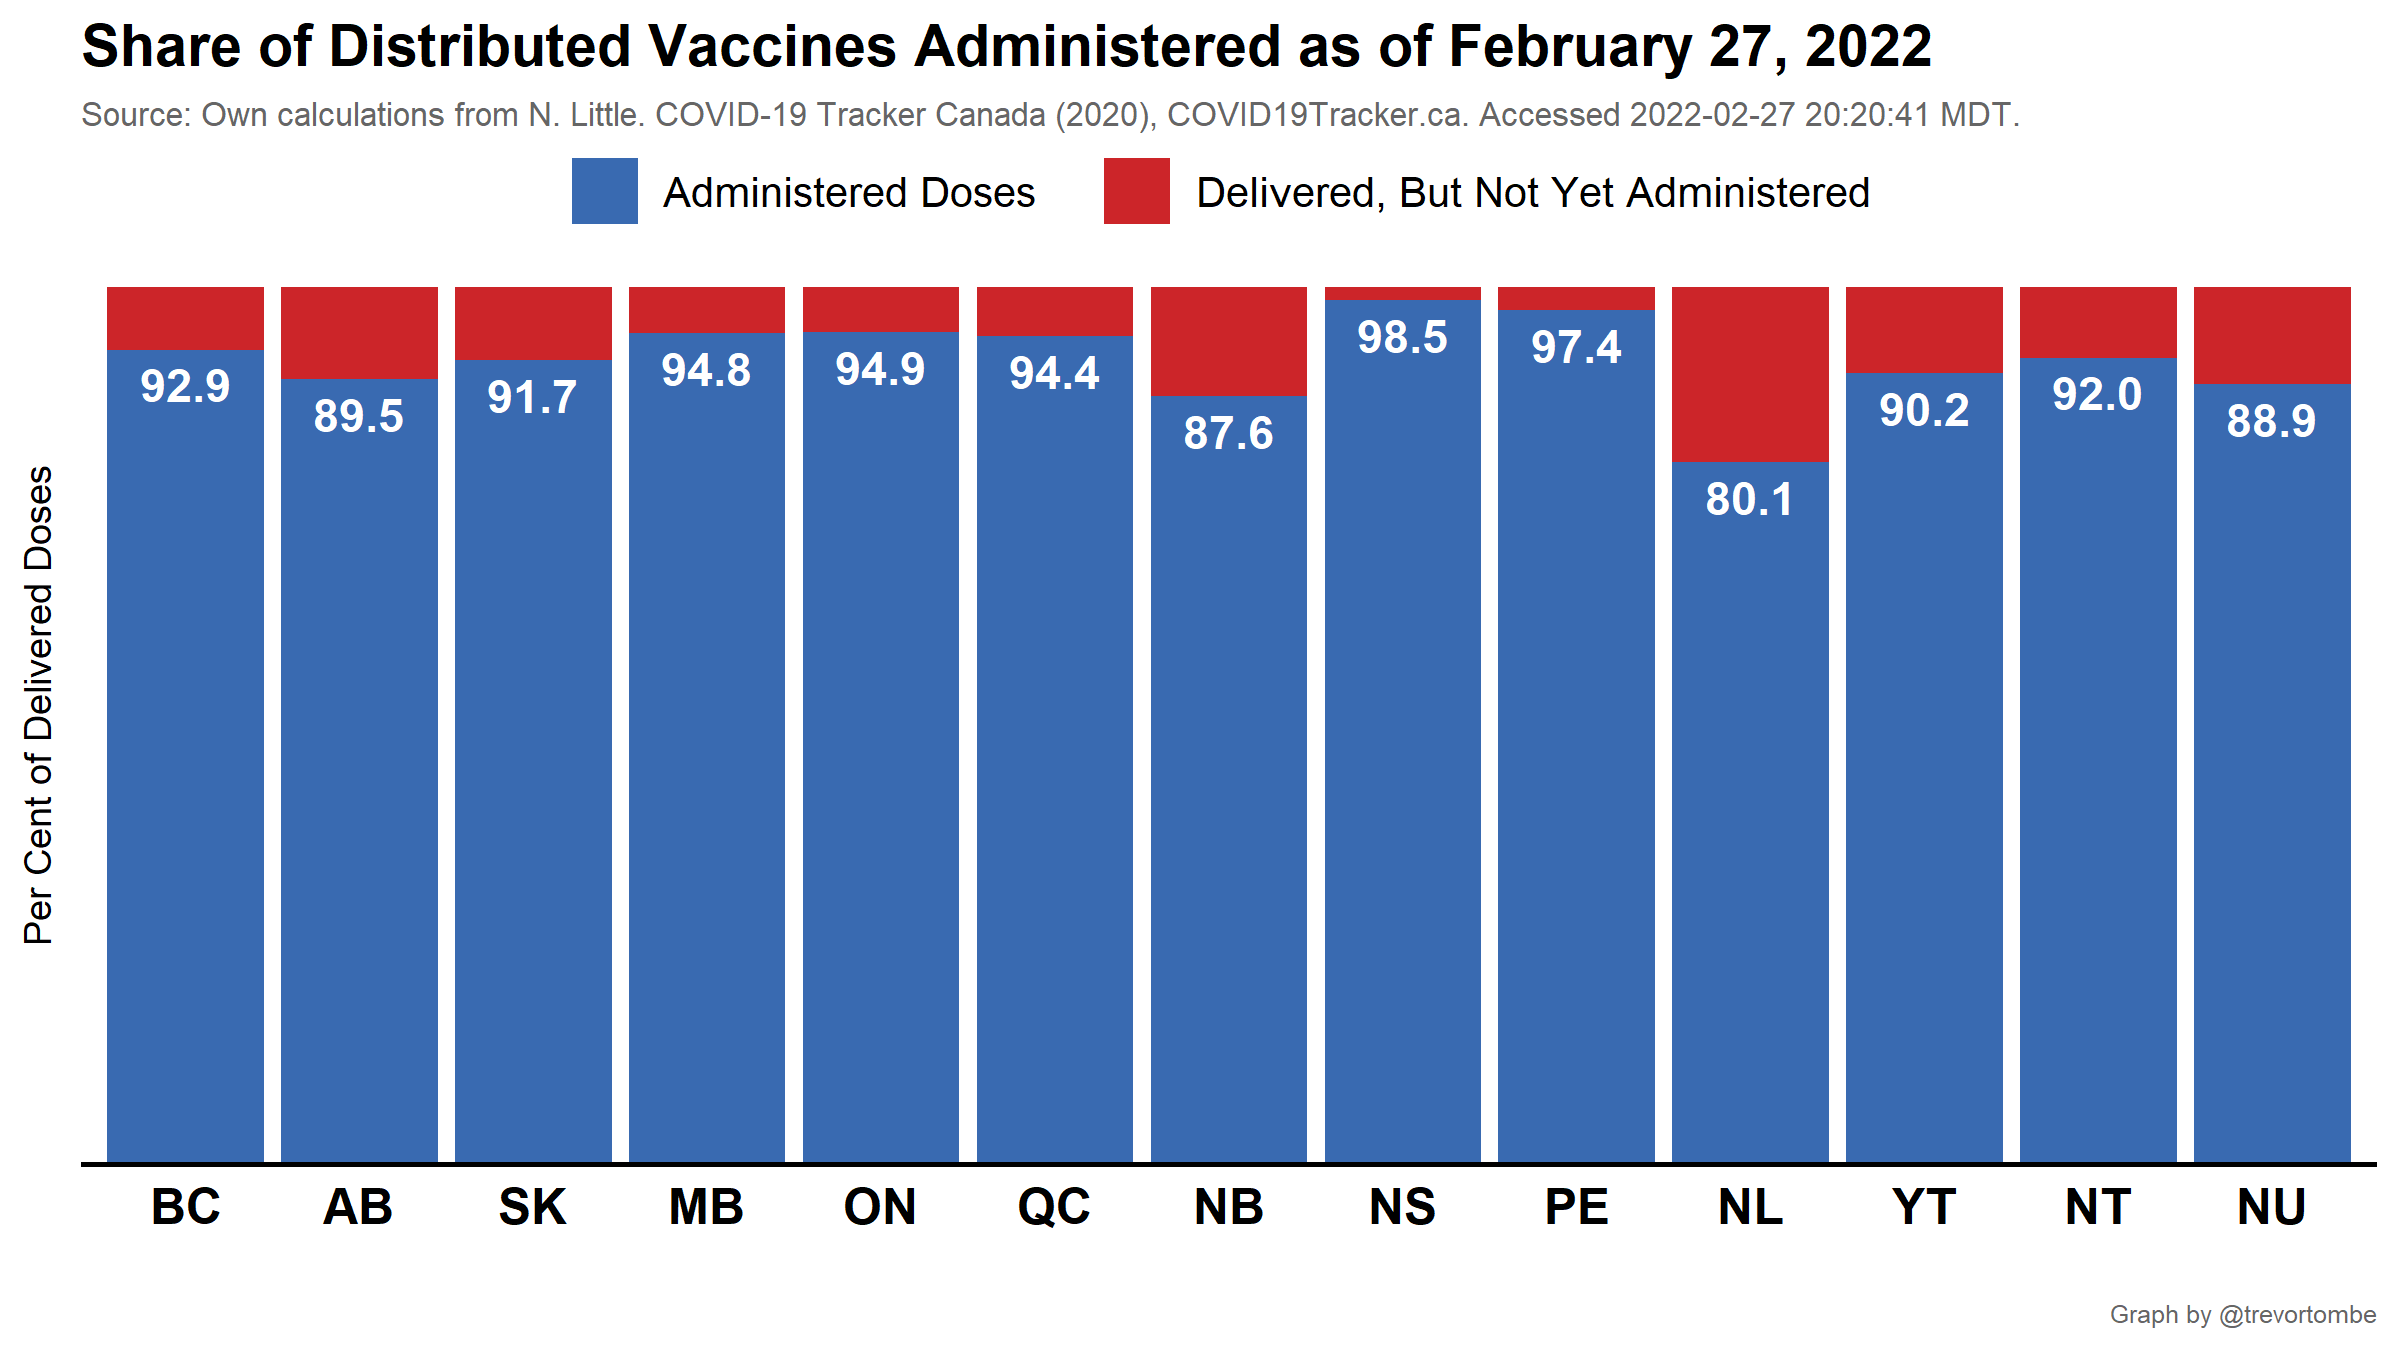 Share of Distributed Vaccines Administered as of February 27, 2022
Source: Own calculations from N. Little. COVID-19 Tracker Canada (2020), COVID19Tracker.ca. Accessed 2022-02-27 20:20:41 MDT.
Administered Doses Delivered, But Not Yet Administered
Per Cent of Delivered Doses
92.9 89.5 91.7 94.8 94.9 94.4 87.6 98.5 97.4 80.1 90.2 92.0 88.9
BC AB SK MB ON QC NB NS PE NL YT NT NU
Graph by @trevortombe